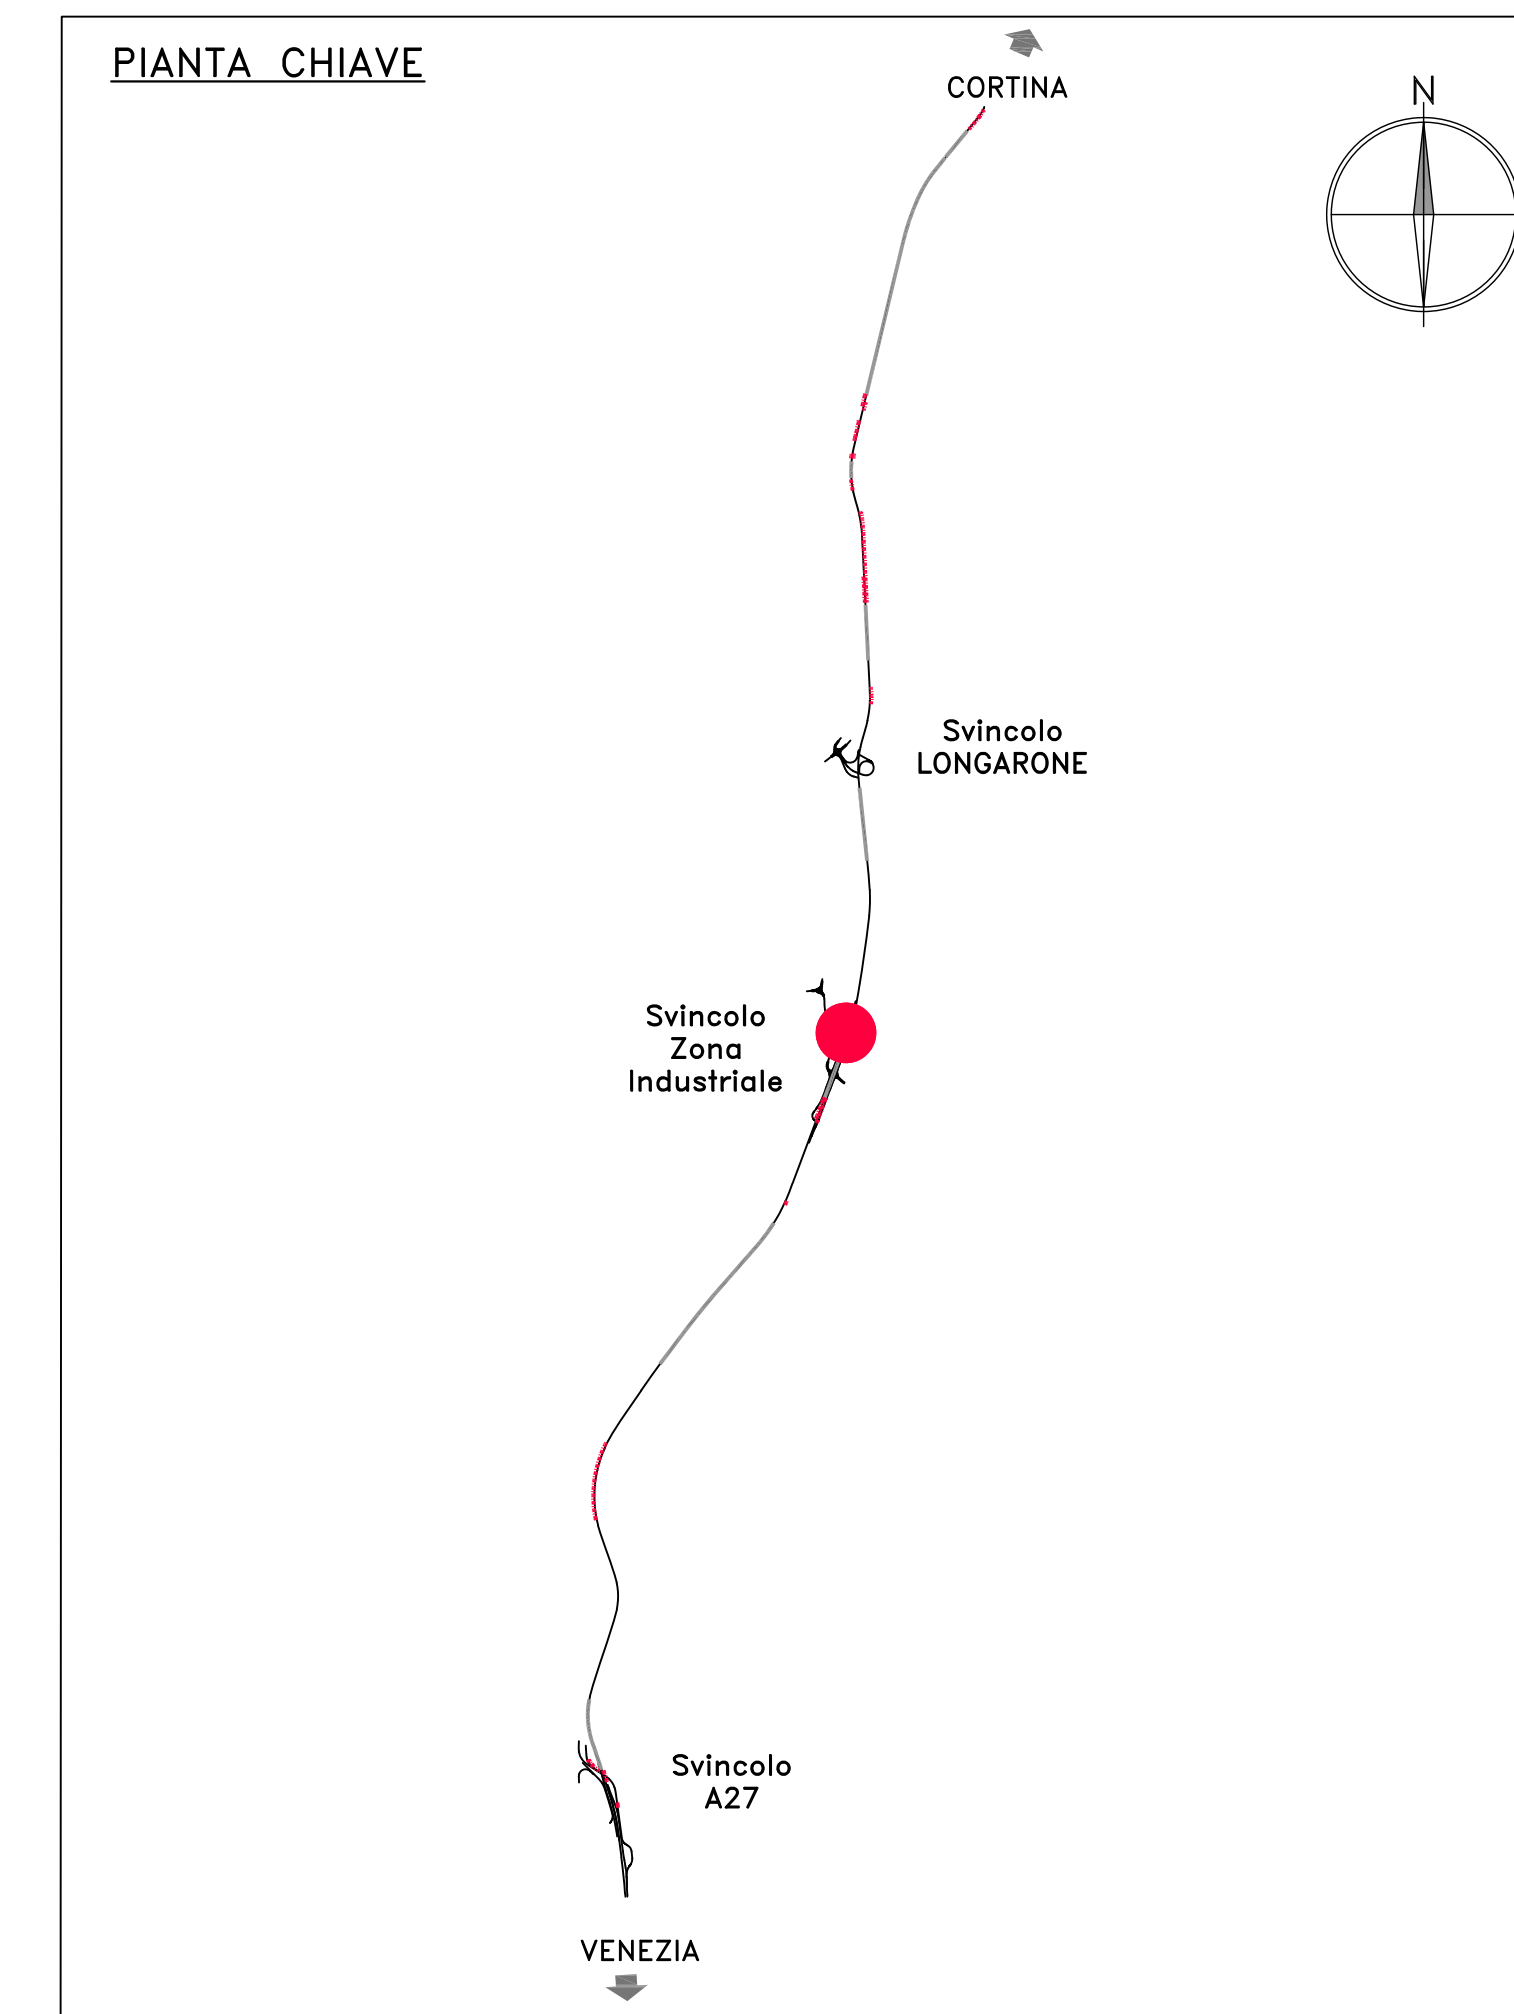 PIANTA CHIAVE
CORTINA
N
Svincolo
LONGARONE
Svincolo
Zona
Industriale
Svincolo
A27
VENEZIA